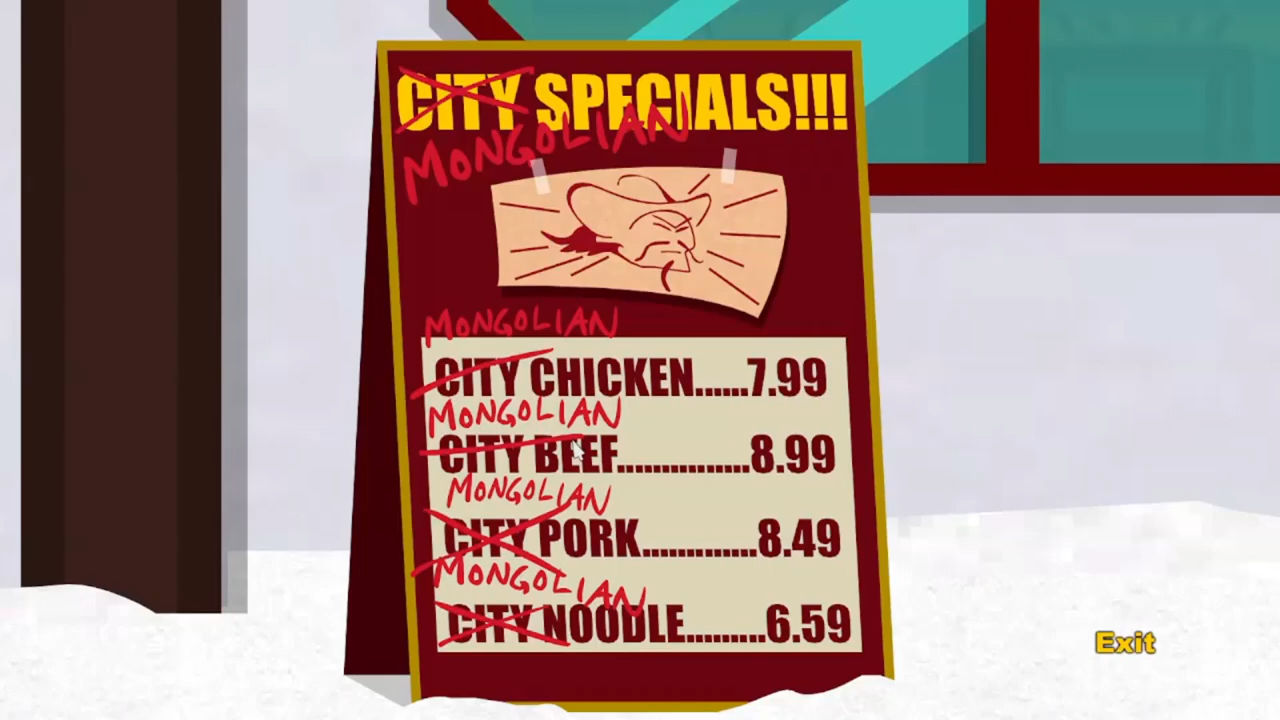 CITY SPECIALS!!!
MONGOLIAN
MONGOLIAN
CITY CHICKEN......7.99
MONGOLIAN
CITY BEEF...............8.99
MONGOLIAN
CITY PORK.............8.49
MONGOLIAN
CITY NOODLE.........6.59
Exit